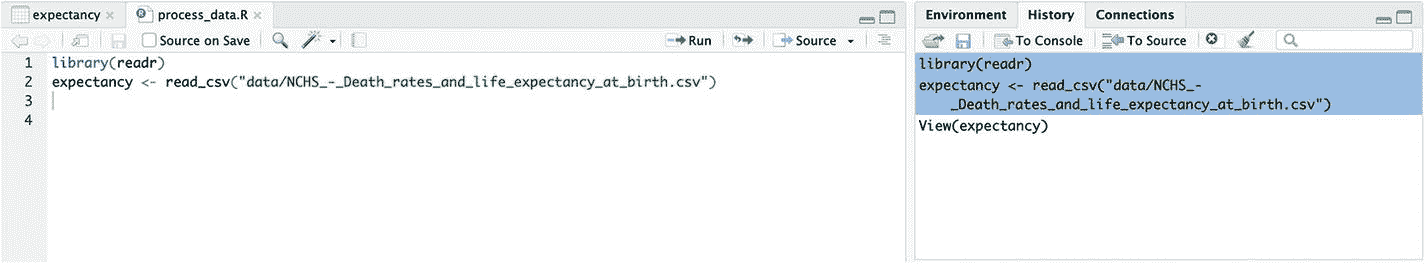 expectancy
process_data.R
Source on Save
Run
Source
1 library(readr)
2 expectancy <- read_csv("data/NCHS_-_Death_rates_and_life_expectancy_at_birth.csv")
3
4
Environment History Connections
To Console To Source
library(readr)
expectancy <- read_csv("data/NCHS_-
_Death_rates_and_life_expectancy_at_birth.csv")
View(expectancy)